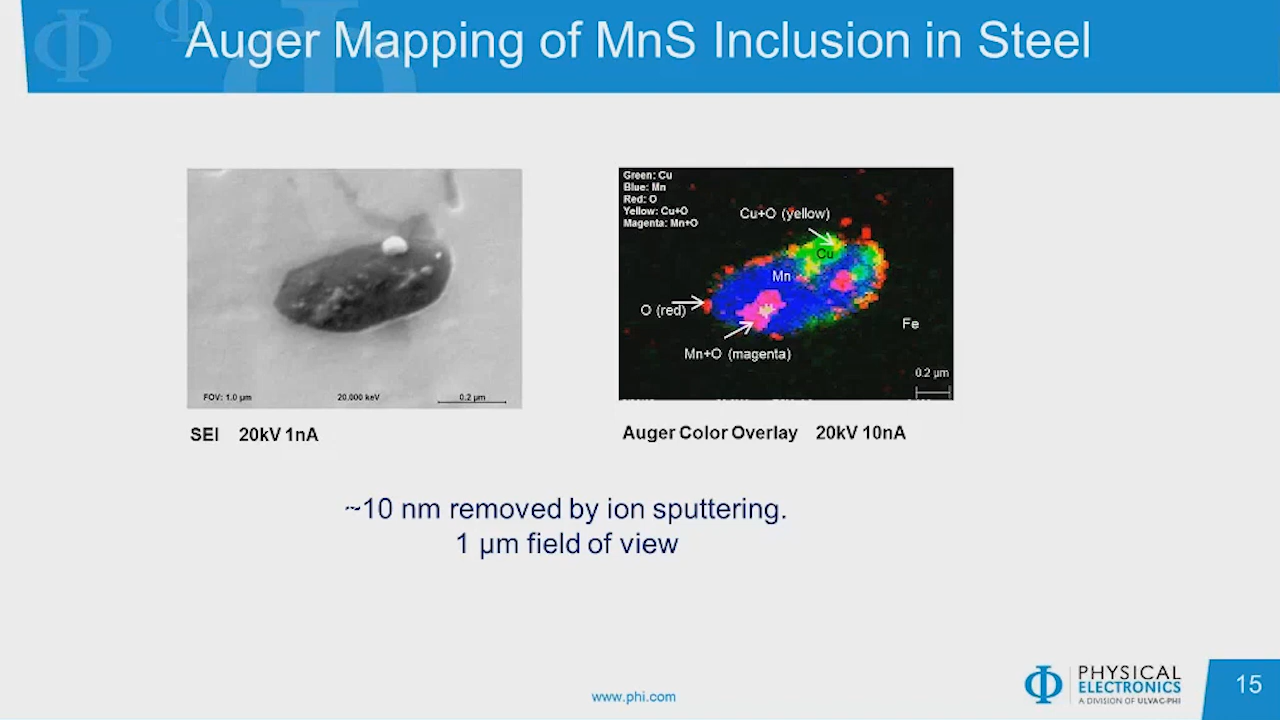 Auger Mapping of MnS Inclusion in Steel
FOV: 1.0 µm 20.000 keV 0.2 µm
SEI 20kV 1nA
Green: Cu
Blue: Mn
Red: O
Yellow: Cu+O
Magenta: Mn+O
Cu+O (yellow)
Cu
Mn
O (red)
Fe
Mn+O (magenta)
0.2 µm
Auger Color Overlay 20kV 10nA
~10 nm removed by ion sputtering.
1 µm field of view
www.phi.com
PHYSICAL
ELECTRONICS
A DIVISION OF ULVAC-PHI
15